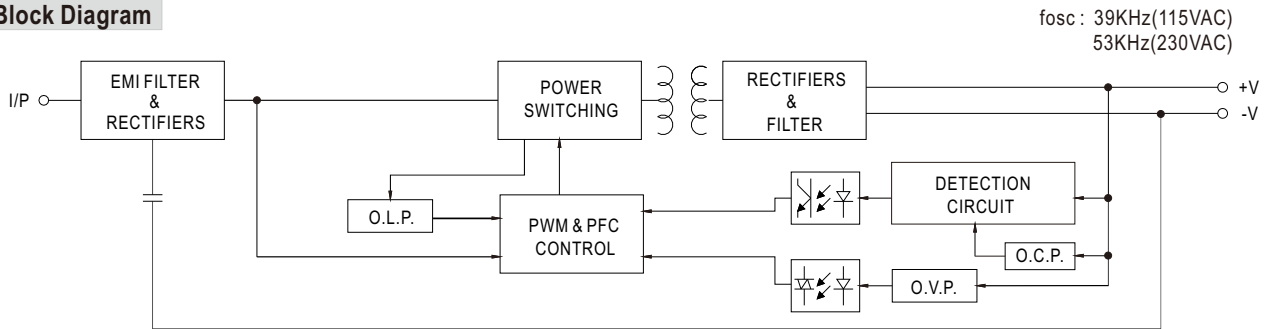 Block Diagram
fosc : 39KHz(115VAC)
53KHz(230VAC)
I/P
EMI FILTER
&
RECTIFIERS
POWER
SWITCHING
RECTIFIERS
&
FILTER
+V
-V
O.L.P.
PWM & PFC
CONTROL
DETECTION
CIRCUIT
O.C.P.
O.V.P.